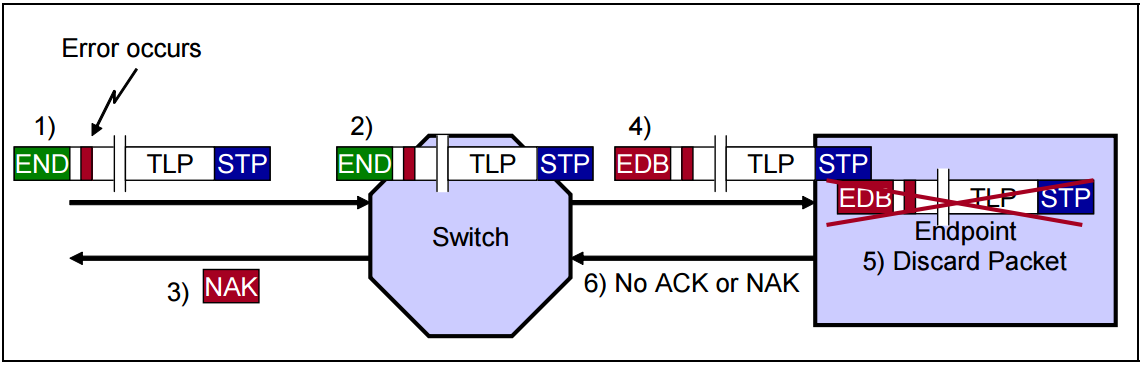 Error occurs
1)
END TLP STP
2)
END TLP STP
4)
EDB TLP STP
EDB TLP STP
Switch
Endpoint
5) Discard Packet
3) NAK
6) No ACK or NAK